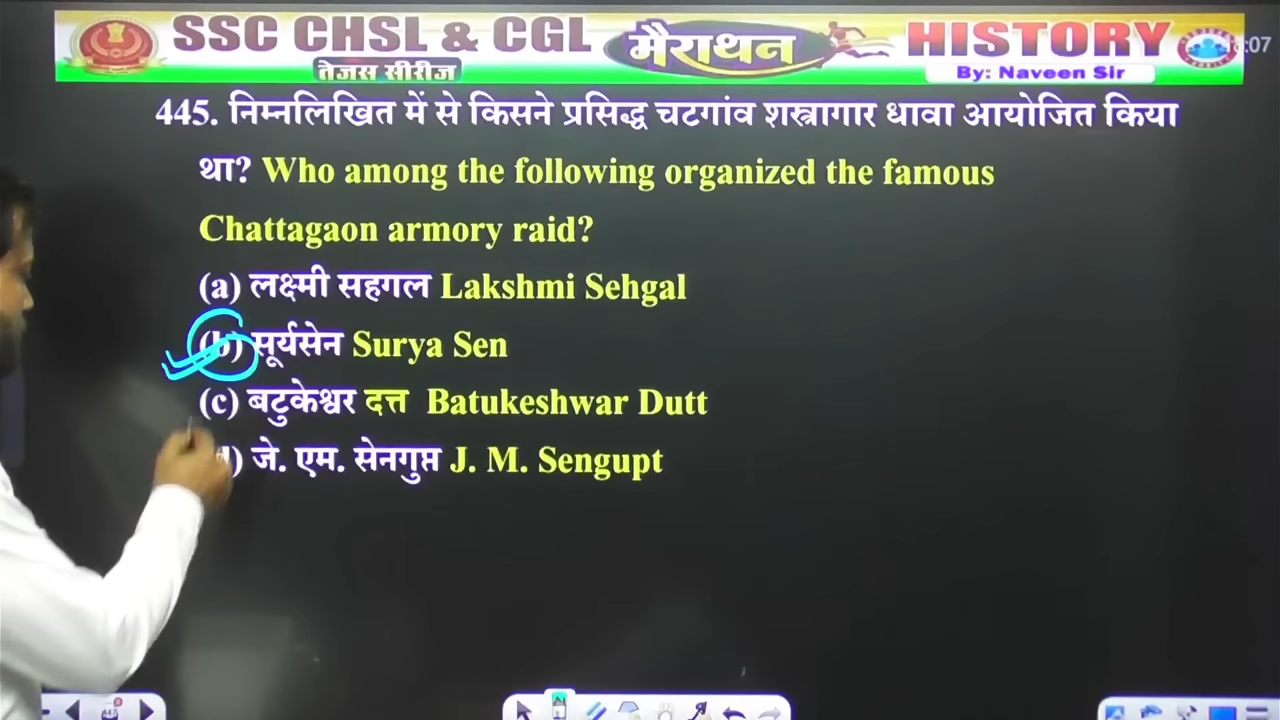 SSC CHSL & CGL
तेजस सीरीज
मैराथन
HISTORY
By: Naveen Sir
445. निम्नलिखित में से किसने प्रसिद्ध चटगांव शस्त्रागार धावा आयोजित किया
था? Who among the following organized the famous
Chattagaon armory raid?
(a) लक्ष्मी सहगल Lakshmi Sehgal
(b) सूर्यसेन Surya Sen
(c) बटुकेश्वर दत्त Batukeshwar Dutt
) जे. एम. सेनगुप्त J. M. Sengupt